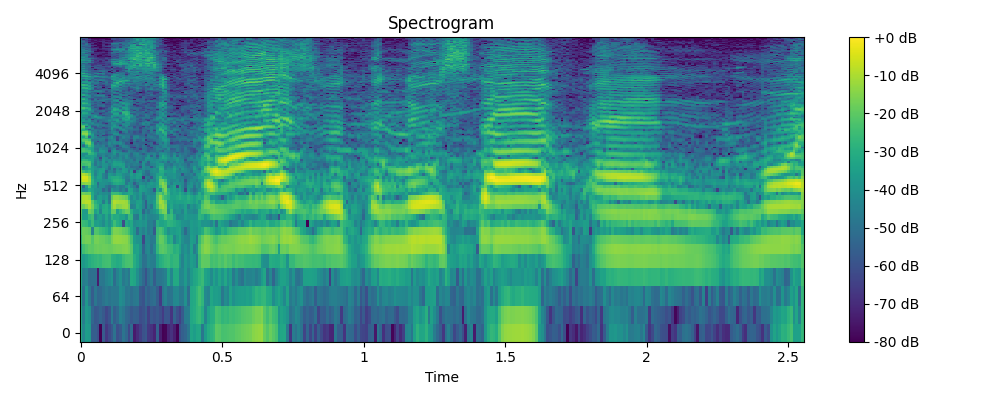 Spectrogram
Hz
4096
2048
1024
512
256
128
64
0
0
0.5
1
1.5
2
2.5
Time
+0 dB
-10 dB
-20 dB
-30 dB
-40 dB
-50 dB
-60 dB
-70 dB
-80 dB